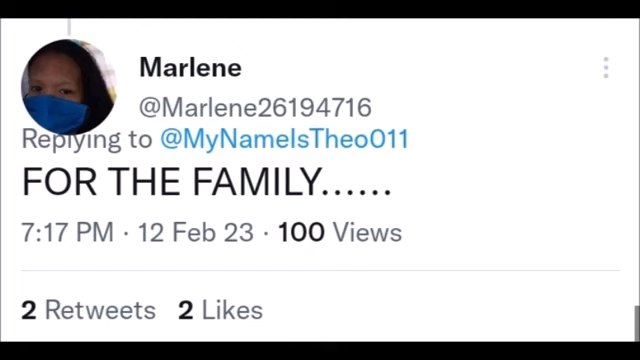 Marlene
@Marlene26194716
Replying to @MyNameIsTheo011
FOR THE FAMILY......
7:17 PM · 12 Feb 23 · 100 Views
2 Retweets 2 Likes